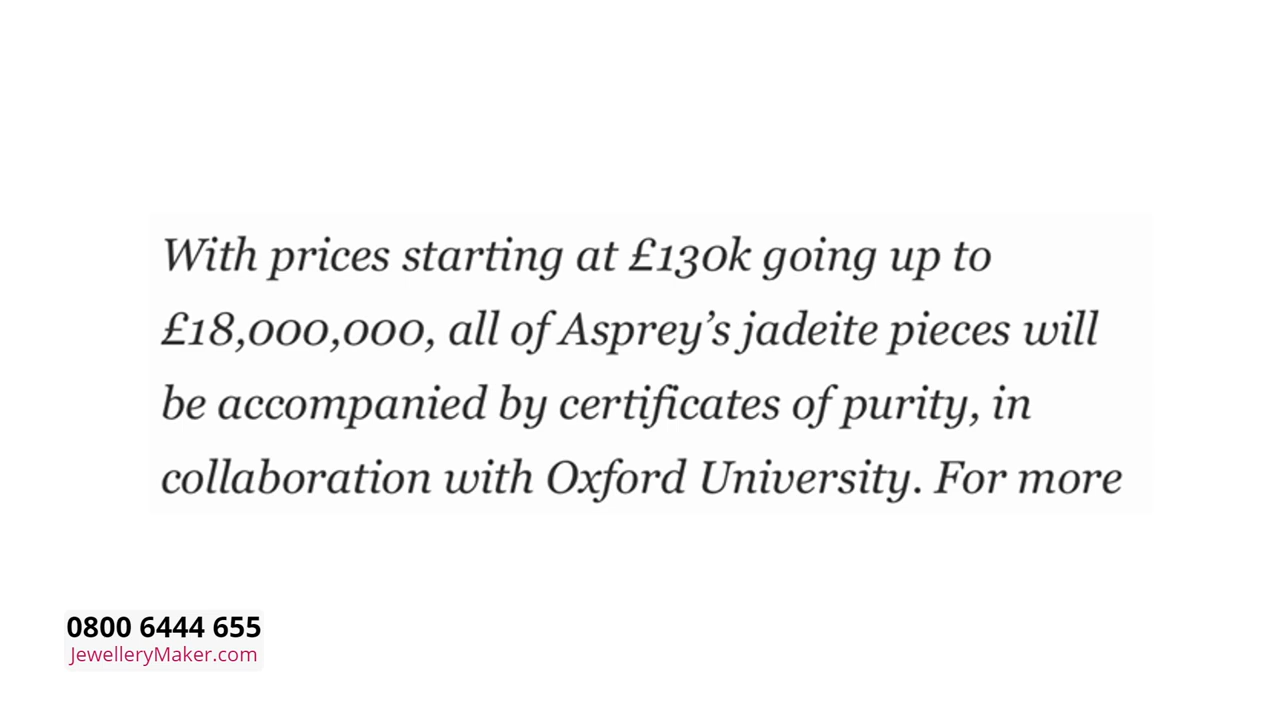 With prices starting at £130k going up to
£18,000,000, all of Asprey’s jadeite pieces will
be accompanied by certificates of purity, in
collaboration with Oxford University. For more
0800 6444 655
JewelleryMaker.com